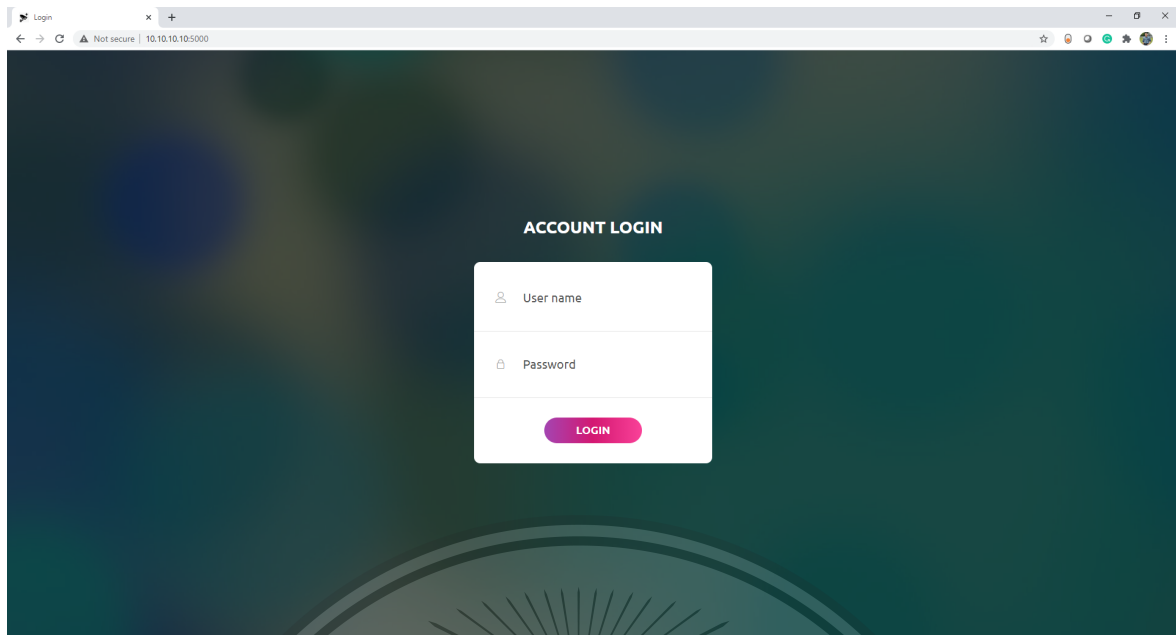 Login
Not secure | 10.10.10.10:5000
ACCOUNT LOGIN
User name
Password
LOGIN